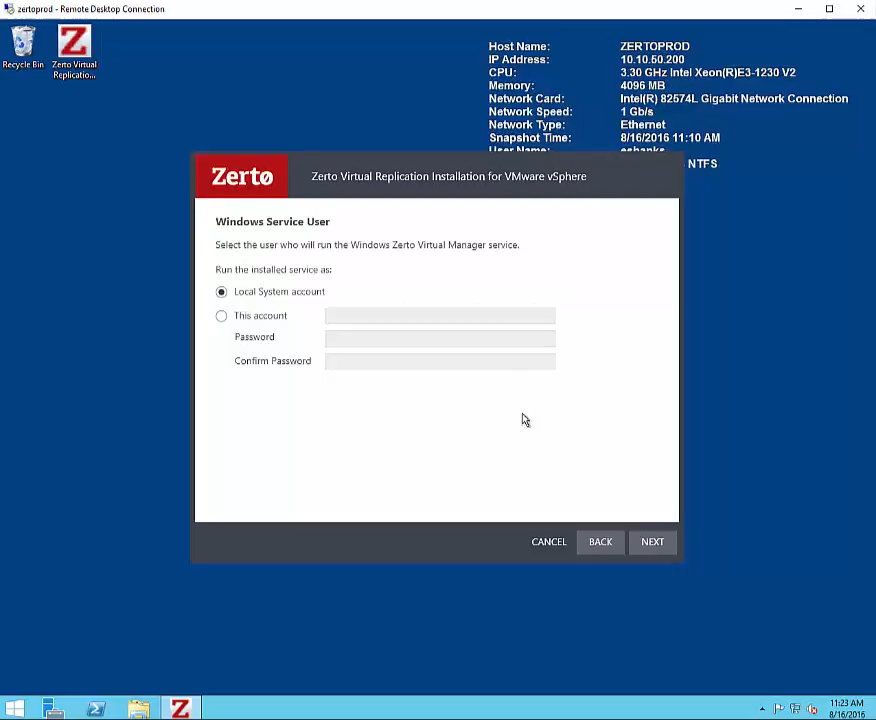 zertoprod - Remote Desktop Connection
Recycle Bin
Zerto Virtual
Replicatio...
Host Name: ZERTOPROD
IP Address: 10.10.50.200
CPU: 3.30 GHz Intel Xeon(R)E3-1230 V2
Memory: 4096 MB
Network Card: Intel(R) 82574L Gigabit Network Connection
Network Speed: 1 Gb/s
Network Type: Ethernet
Snapshot Time: 8/16/2016 11:10 AM
NTFS
Zerto
Zerto Virtual Replication Installation for VMware vSphere
Windows Service User
Select the user who will run the Windows Zerto Virtual Manager service.
Run the installed service as:
Local System account
This account
Password
Confirm Password
CANCEL BACK NEXT
11:23 AM
8/16/2016